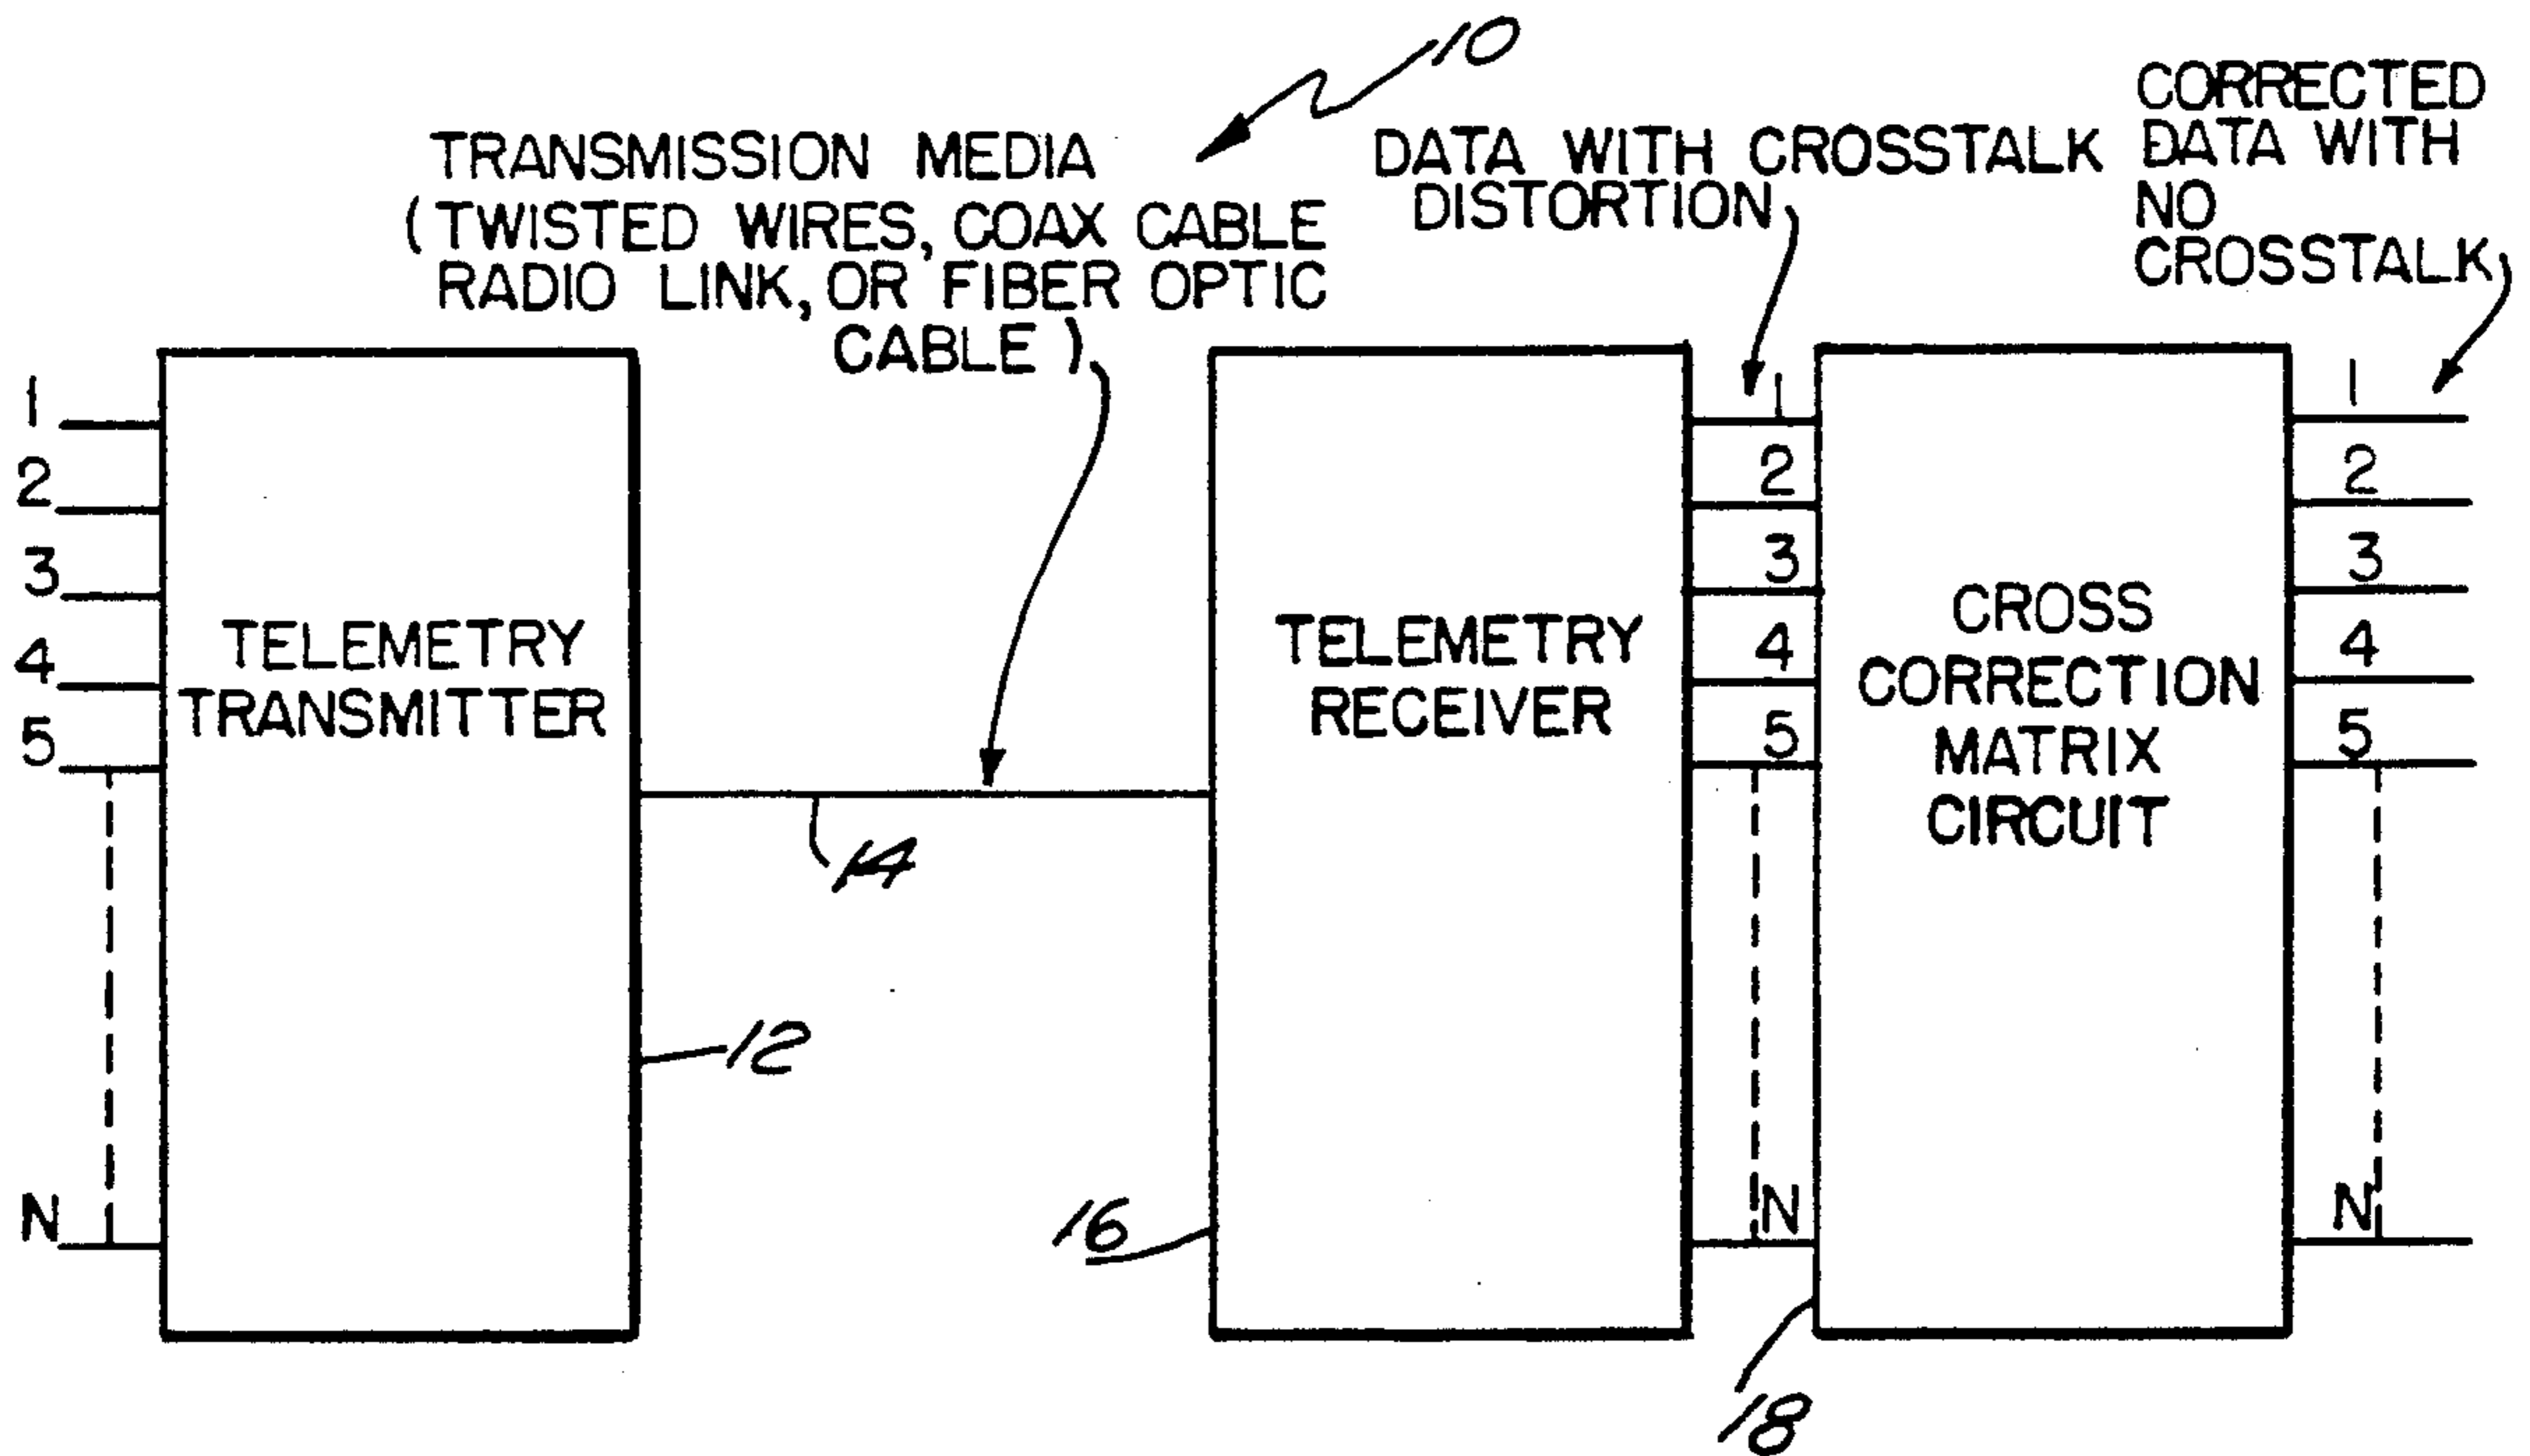 10
TRANSMISSION MEDIA
(TWISTED WIRES, COAX CABLE
RADIO LINK, OR FIBER OPTIC
CABLE)
DATA WITH CROSSTALK
DISTORTION
CORRECTED
DATA WITH
NO
CROSSTALK
1
2
3
4
5
N
TELEMETRY
TRANSMITTER
12
14
TELEMETRY
RECEIVER
16
1
2
3
4
5
N
CROSS
CORRECTION
MATRIX
CIRCUIT
18
1
2
3
4
5
N